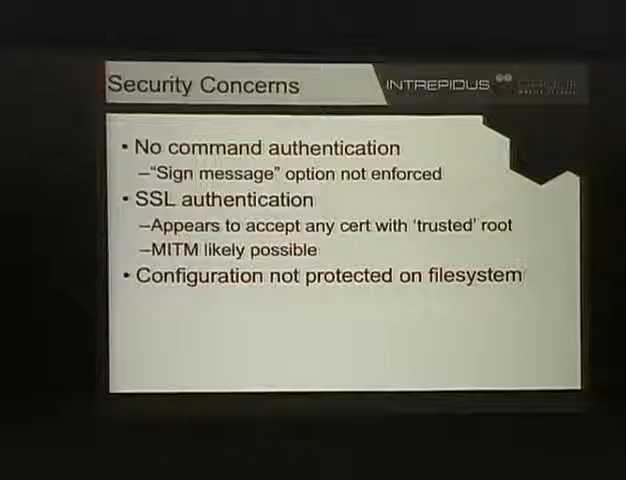 Security Concerns
INTREPIDUS GROUP
• No command authentication
–“Sign message” option not enforced
• SSL authentication
–Appears to accept any cert with ‘trusted’ root
–MITM likely possible
• Configuration not protected on filesystem